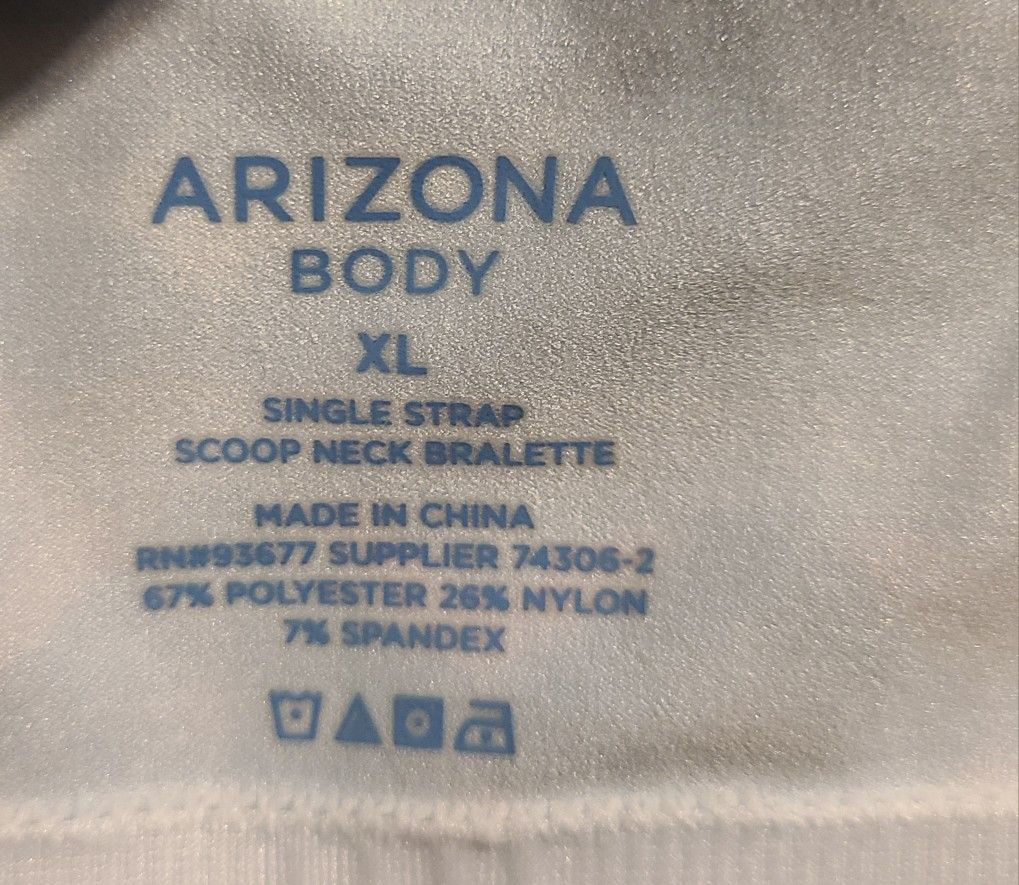 ARIZONA
BODY
XL
SINGLE STRAP
SCOOP NECK BRALETTE
MADE IN CHINA
RN#93677 SUPPLIER 74306-2
67% POLYESTER 26% NYLON
7% SPANDEX